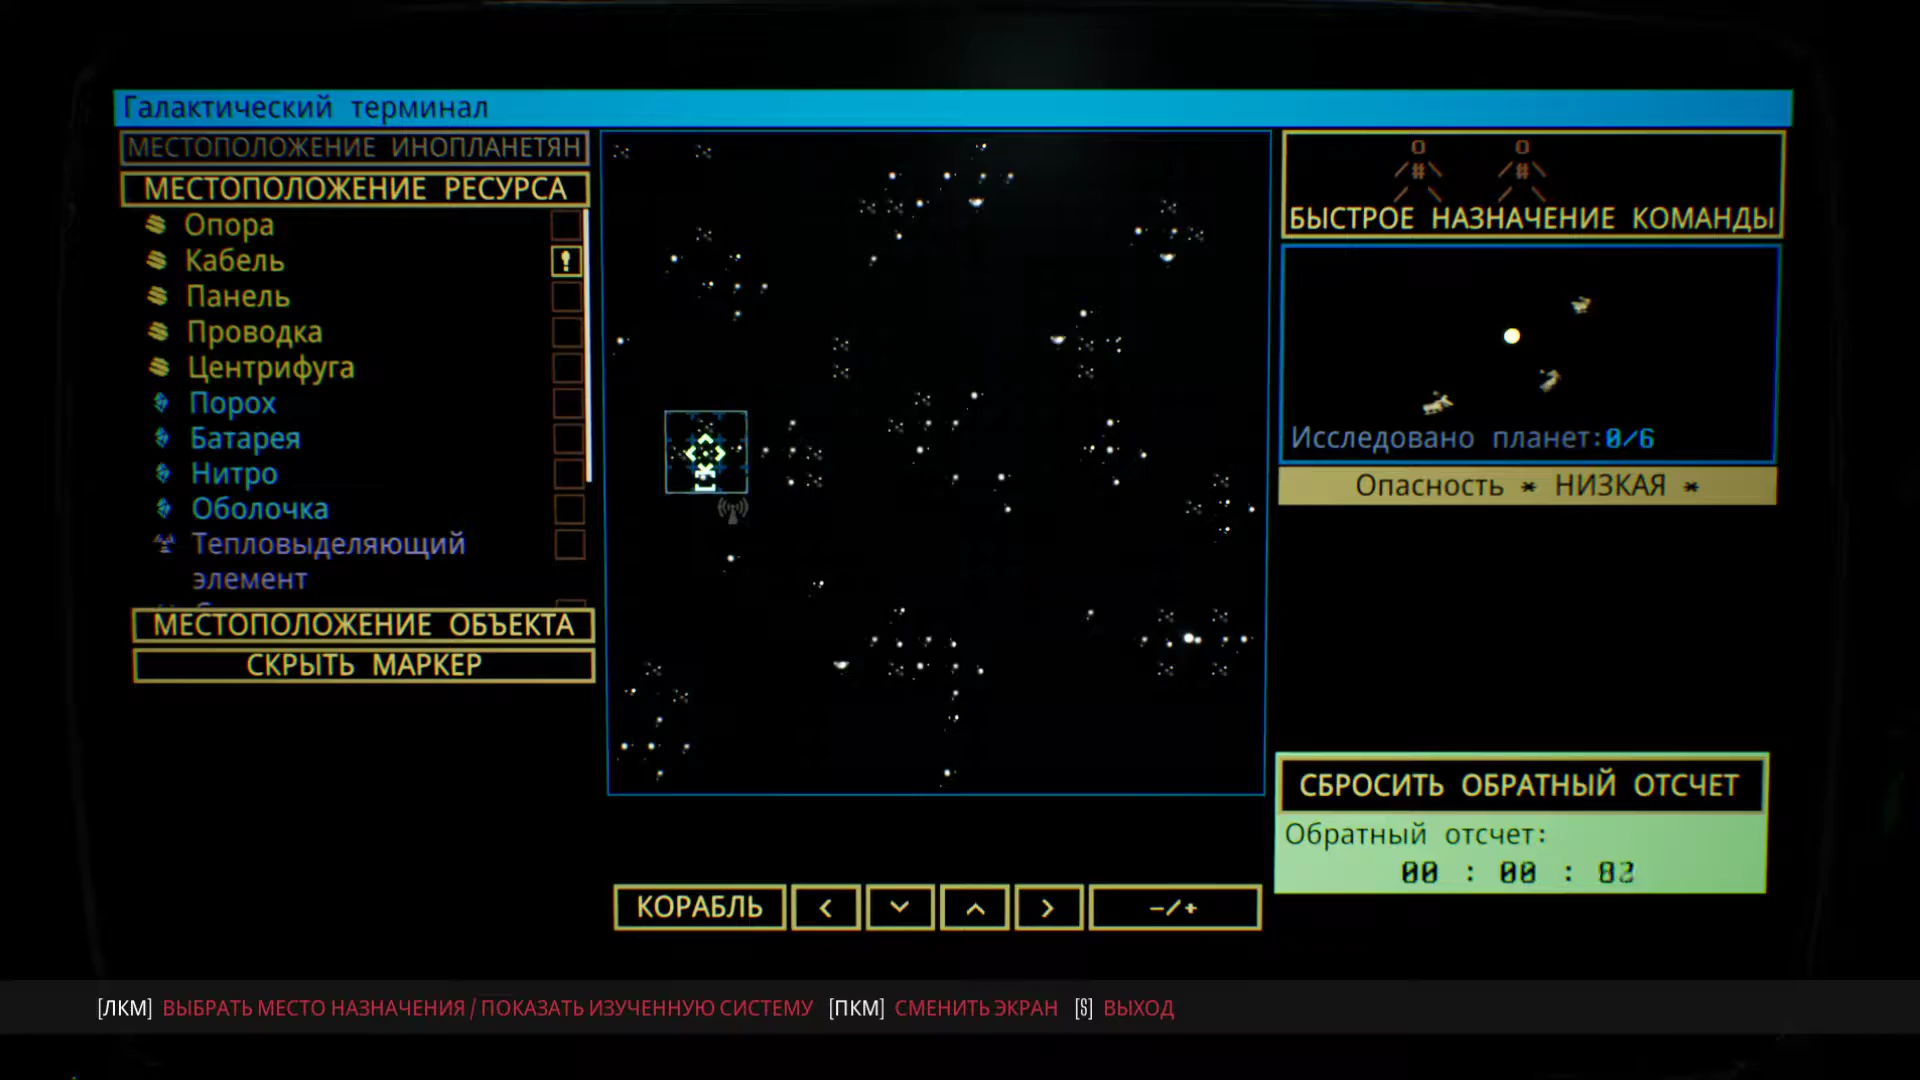 Галактический терминал
МЕСТОПОЛОЖЕНИЕ ИНОПЛАНЕТЯН
МЕСТОПОЛОЖЕНИЕ РЕСУРСА
Опора
Кабель
!
Панель
Проводка
Центрифуга
Порох
Батарея
Нитро
Оболочка
Тепловыделяющий
элемент
МЕСТОПОЛОЖЕНИЕ ОБЪЕКТА
СКРЫТЬ МАРКЕР
БЫСТРОЕ НАЗНАЧЕНИЕ КОМАНДЫ
Исследовано планет:0/6
Опасность * НИЗКАЯ *
СБРОСИТЬ ОБРАТНЫЙ ОТСЧЕТ
Обратный отсчет:
00 : 00 :
КОРАБЛЬ < ⌄ ^ > −/+
[ЛКМ] ВЫБРАТЬ МЕСТО НАЗНАЧЕНИЯ / ПОКАЗАТЬ ИЗУЧЕННУЮ СИСТЕМУ [ПКМ] СМЕНИТЬ ЭКРАН [S] ВЫХОД